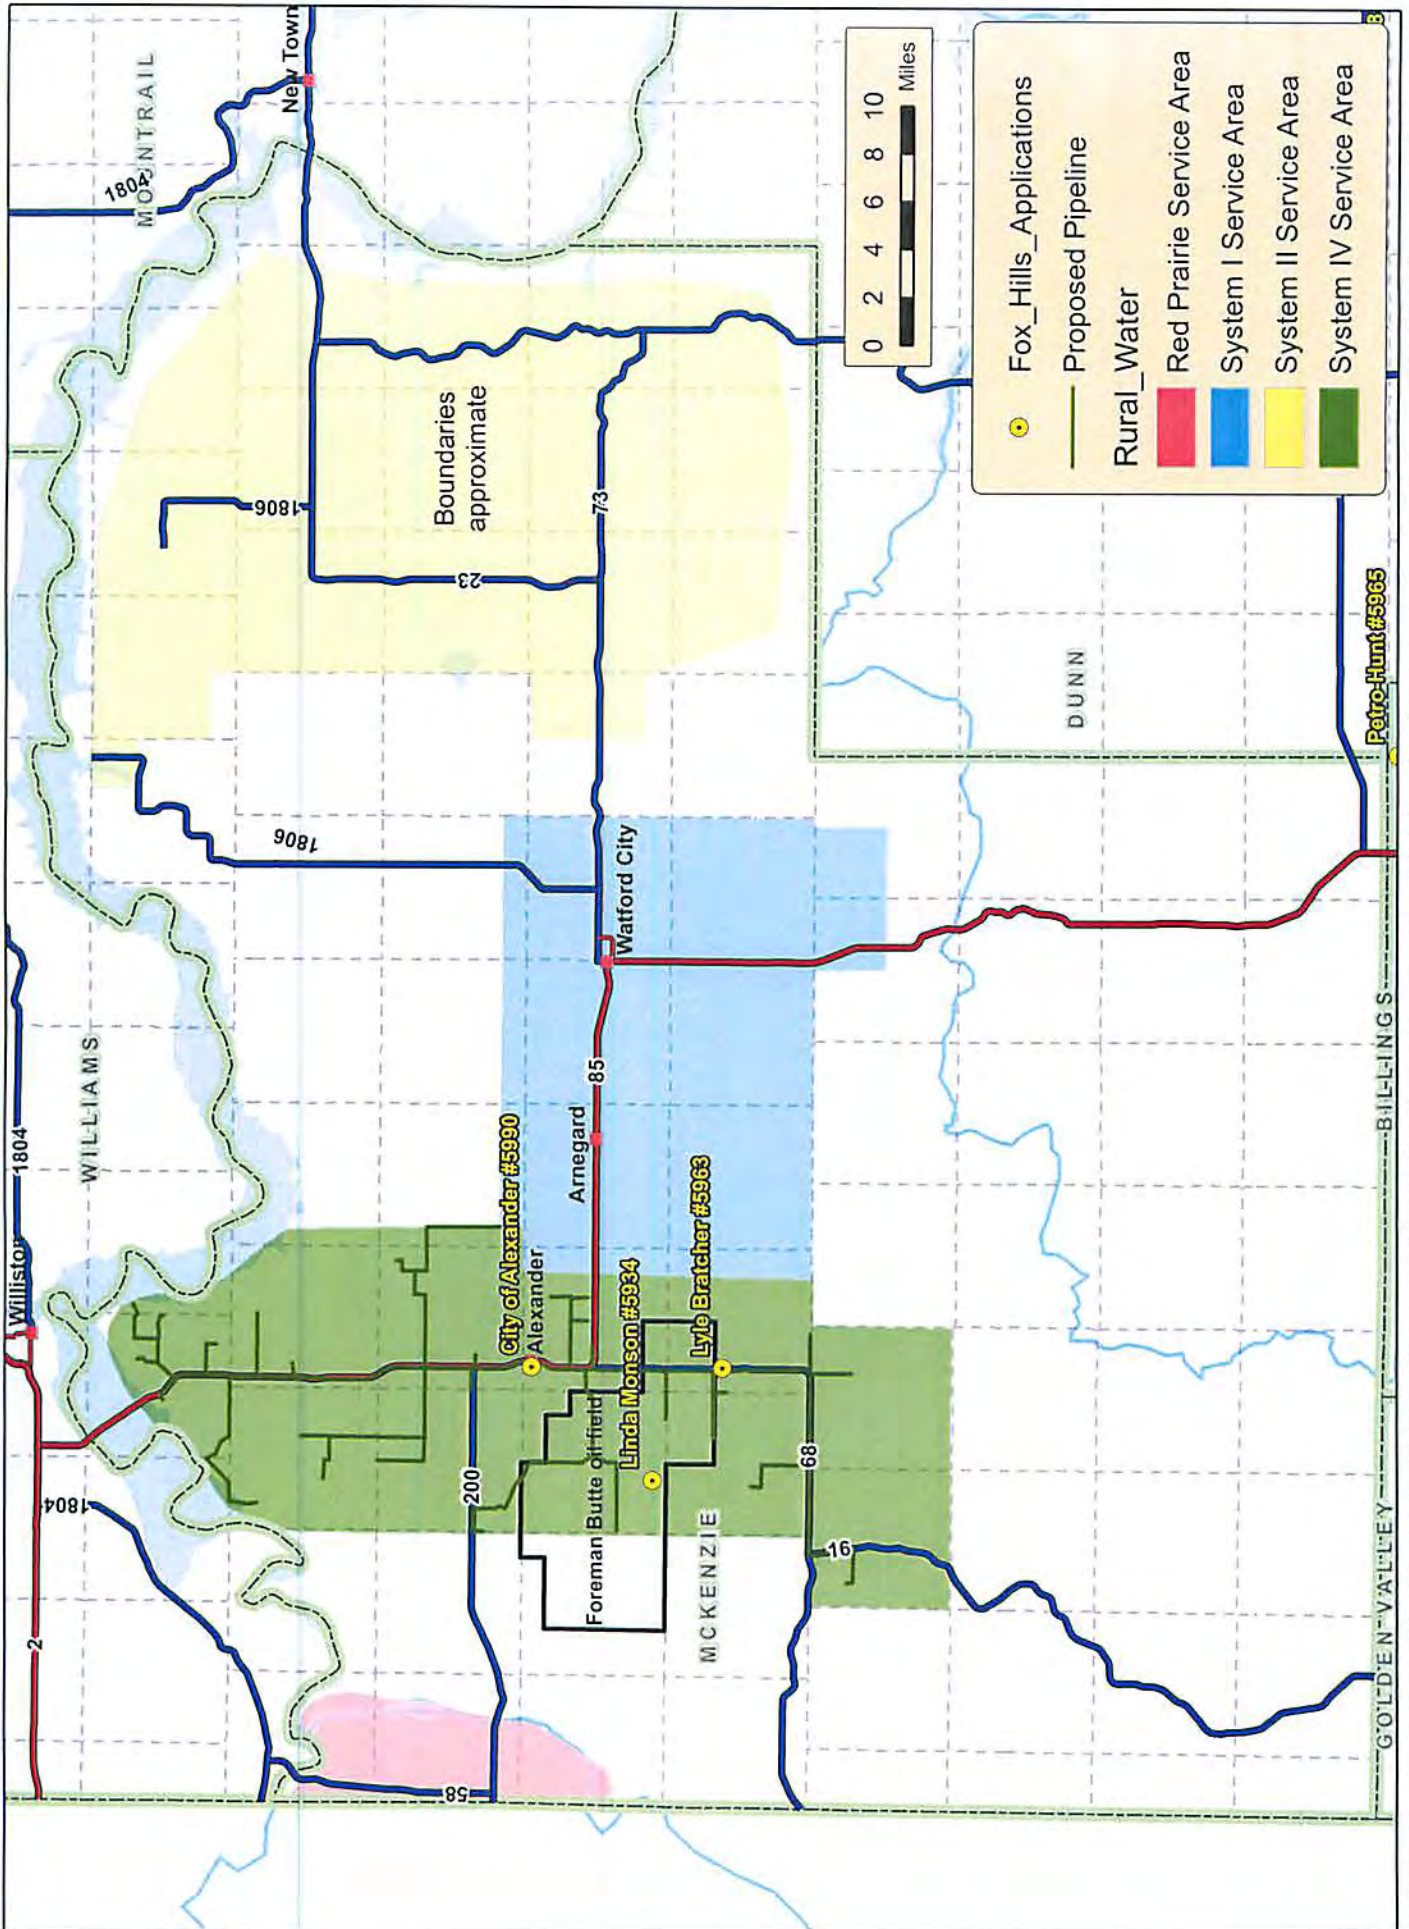 MOUNTRAIL
1804
New Town
WILLIAMS
1804
Williston
2
1804
1806
1806
Boundaries
approximate
23
73
Watford City
85
Arnegard
City of Alexander #5990
Alexander
200
58
Foreman Butte oil field
Linda Monson #5934
Lyle Bratcher #5963
MCKENZIE
68
16
DUNN
Petro-Hunt #5965
BILLINGS
GOLDEN VALLEY
0 2 4 6 8 10
Miles
Fox_Hills_Applications
Proposed Pipeline
Rural_Water
Red Prairie Service Area
System I Service Area
System II Service Area
System IV Service Area
B